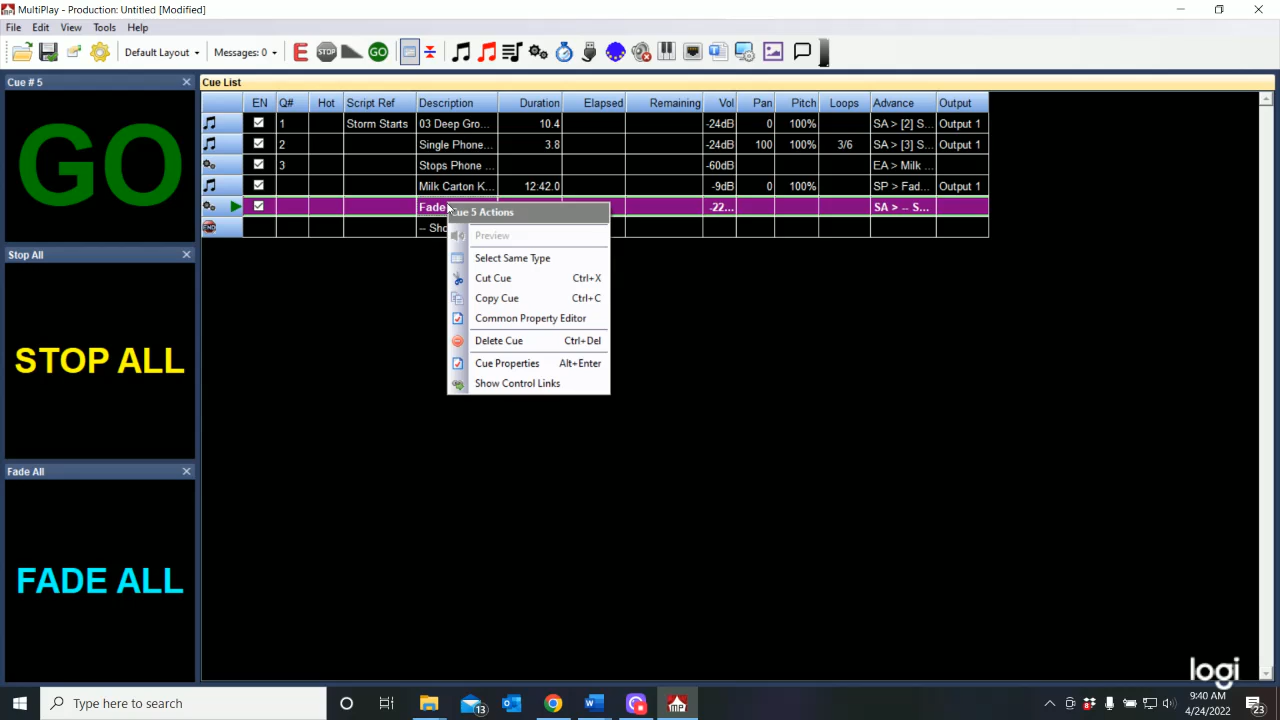 MultiPlay - Production: Untitled [Modified]
File Edit View Tools Help
Default Layout Messages: 0 E STOP GO
Cue # 5
GO
Stop All
STOP ALL
Fade All
FADE ALL
Cue List
EN Q# Hot Script Ref Description Duration Elapsed Remaining Vol Pan Pitch Loops Advance Output
1 Storm Starts 03 Deep Gro... 10.4 -24dB 0 100% SA > [2] S... Output 1
2 Single Phone... 3.8 -24dB 100 100% 3/6 SA > [3] S... Output 1
3 Stops Phone ... -60dB EA > Milk
Milk Carton K... 12:42.0 -9dB 0 100% SP > Fad... Output 1
Fade -22... SA > -- S...
END -- Sho
Cue 5 Actions
Preview
Select Same Type
Cut Cue Ctrl+X
Copy Cue Ctrl+C
Common Property Editor
Delete Cue Ctrl+Del
Cue Properties Alt+Enter
Show Control Links
logi
Type here to search
13
MP
9:40 AM
4/24/2022
23